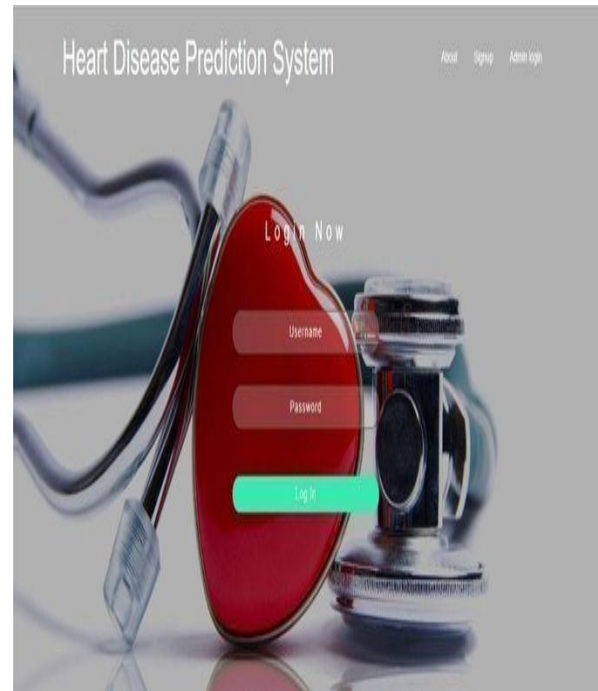 Heart Disease Prediction System
About Signup Admin login
Login Now
Username
Password
Log In